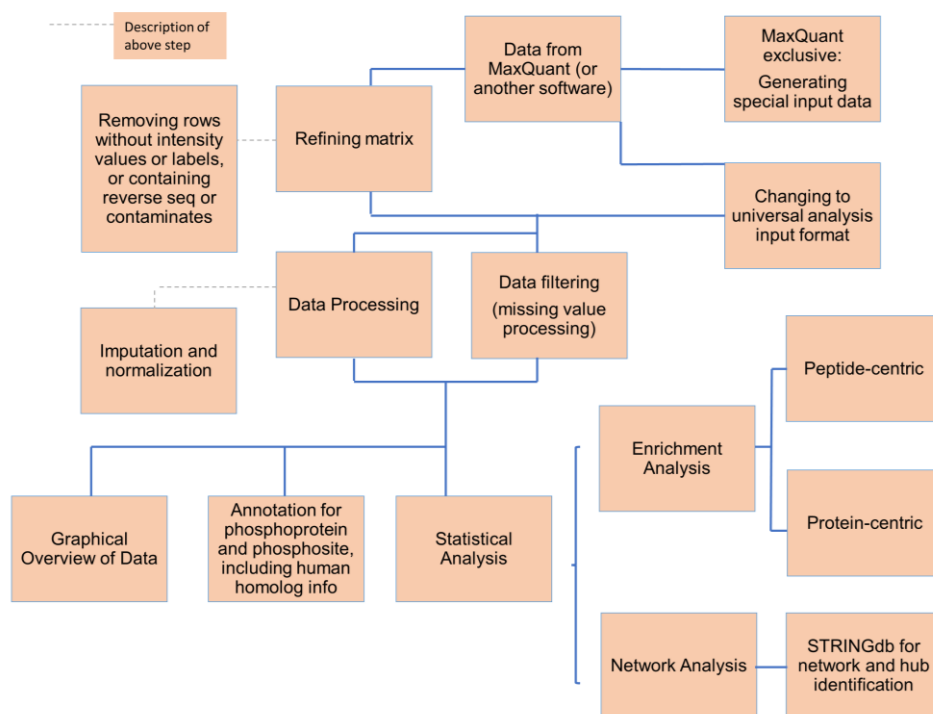 Description of
above step
Data from
MaxQuant (or
another software)
MaxQuant
exclusive:
Generating
special input data
Removing rows
without intensity
values or labels,
or containing
reverse seq or
contaminates
Refining matrix
Changing to
universal analysis
input format
Data Processing
Data filtering
(missing value
processing)
Imputation and
normalization
Peptide-centric
Enrichment
Analysis
Protein-centric
Graphical
Overview of Data
Annotation for
phosphoprotein
and phosphosite,
including human
homolog info
Statistical
Analysis
Network Analysis
STRINGdb for
network and hub
identification